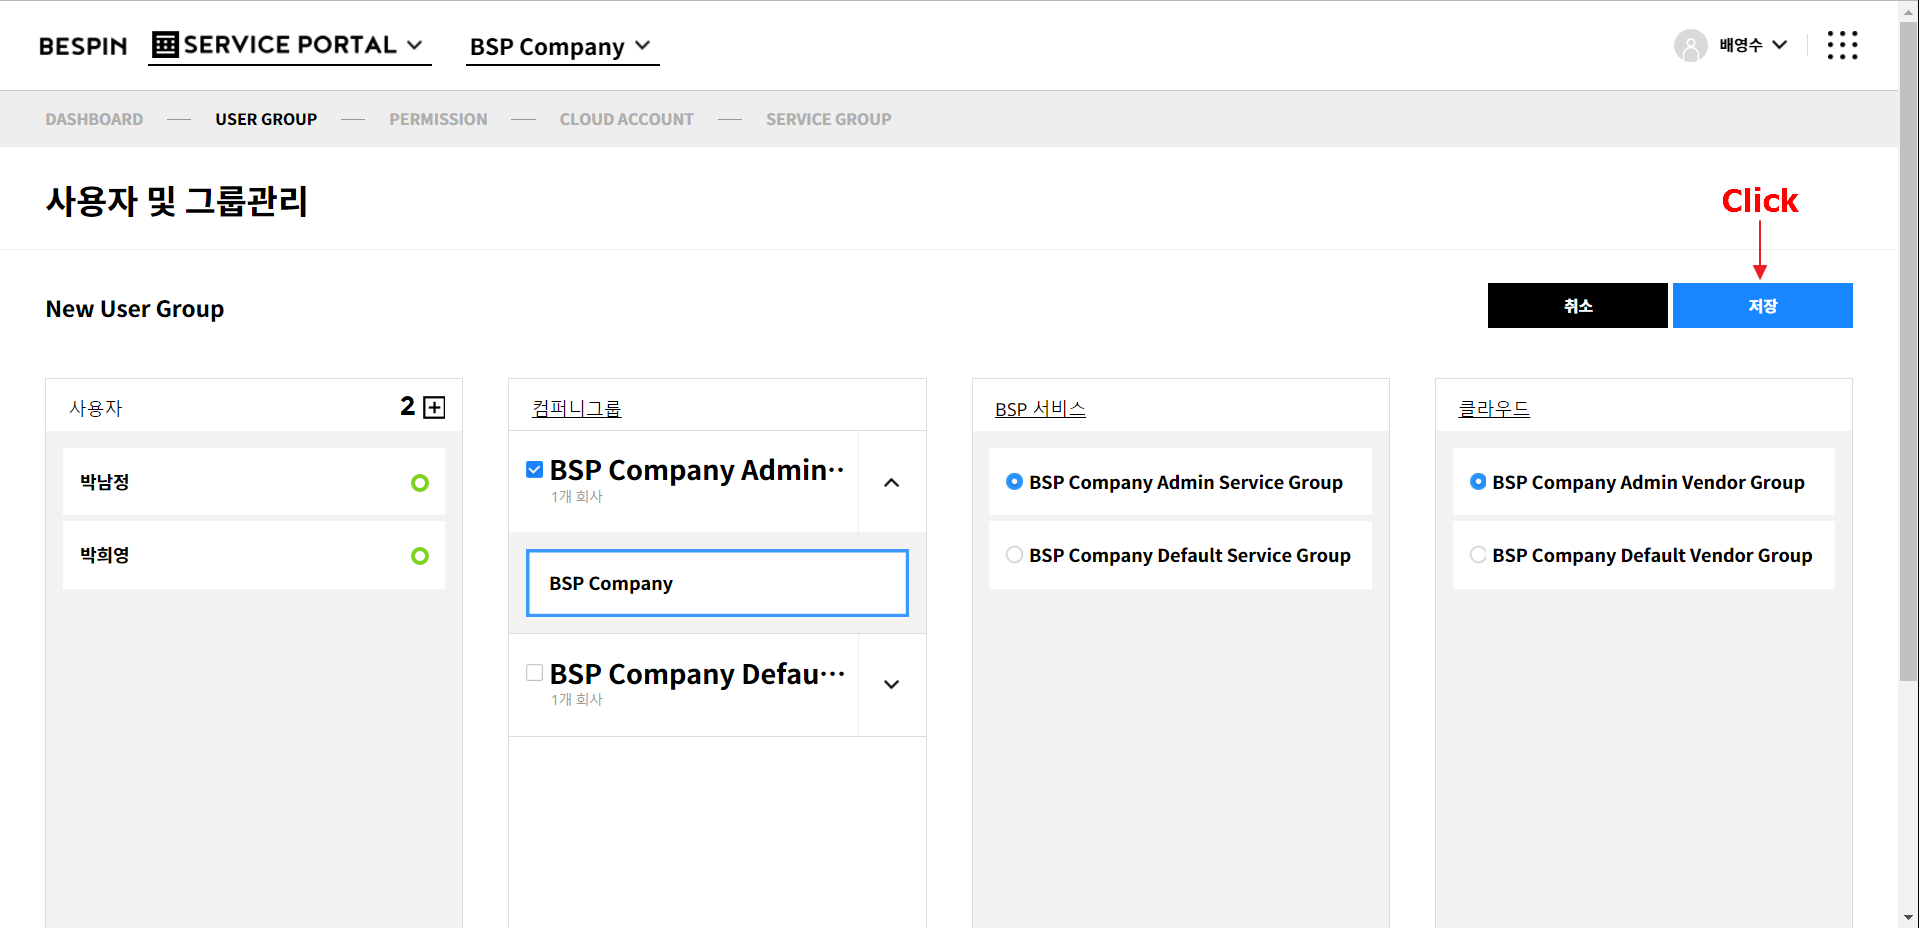 BESPIN SERVICE PORTAL BSP Company 배영수
DASHBOARD USER GROUP PERMISSION CLOUD ACCOUNT SERVICE GROUP
사용자 및 그룹관리
Click
New User Group
취소 저장
사용자 2
박남정
박희영
컴퍼니그룹
BSP Company Admin··
1개 회사
BSP Company
BSP Company Defau···
1개 회사
BSP 서비스
BSP Company Admin Service Group
BSP Company Default Service Group
클라우드
BSP Company Admin Vendor Group
BSP Company Default Vendor Group